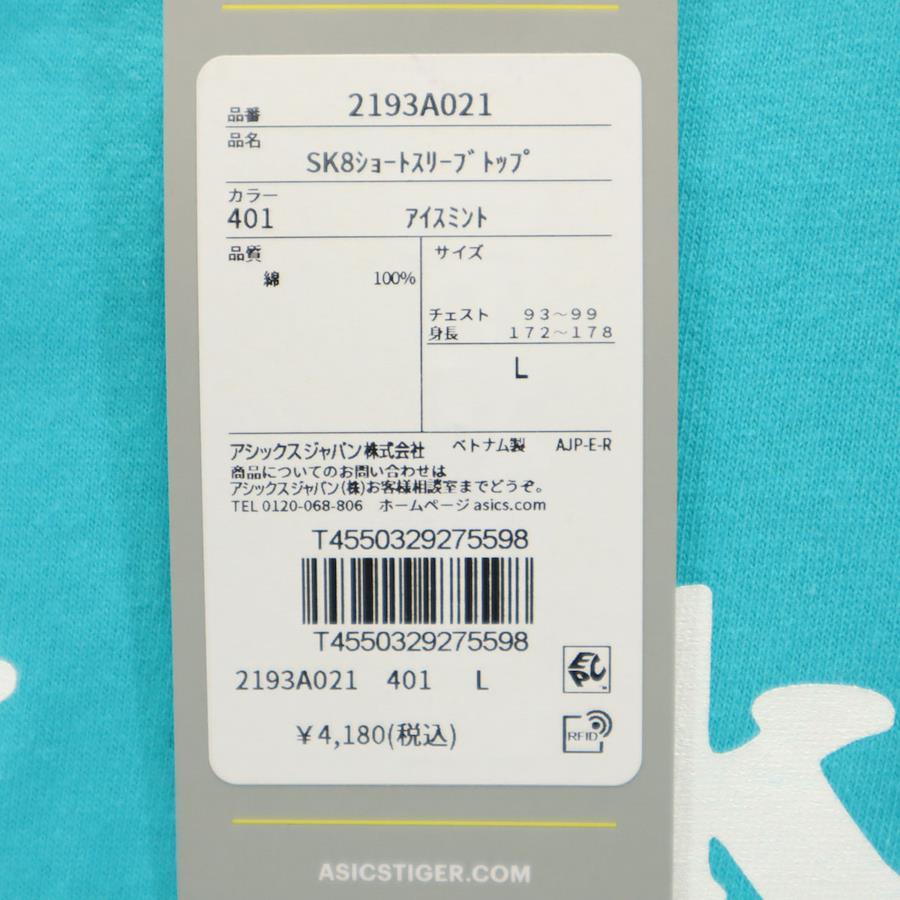 品番 2193A021
品名
SK8ｼｮｰﾄｽﾘｰﾌﾞﾄｯﾌﾟ
カラー
401 ｱｲｽﾐﾝﾄ
品質 サイズ
綿 100%
チェスト ９３～９９
身長 １７２～１７８
L
アシックスジャパン株式会社 ベトナム製 AJP-E-R
商品についてのお問い合わせは
アシックスジャパン(株)お客様相談室までどうぞ。
TEL 0120-068-806 ホームページ asics.com
T4550329275598
T4550329275598
2193A021 401 L
EPC™
¥4,180(税込)
RFID
ASICSTIGER.COM
k